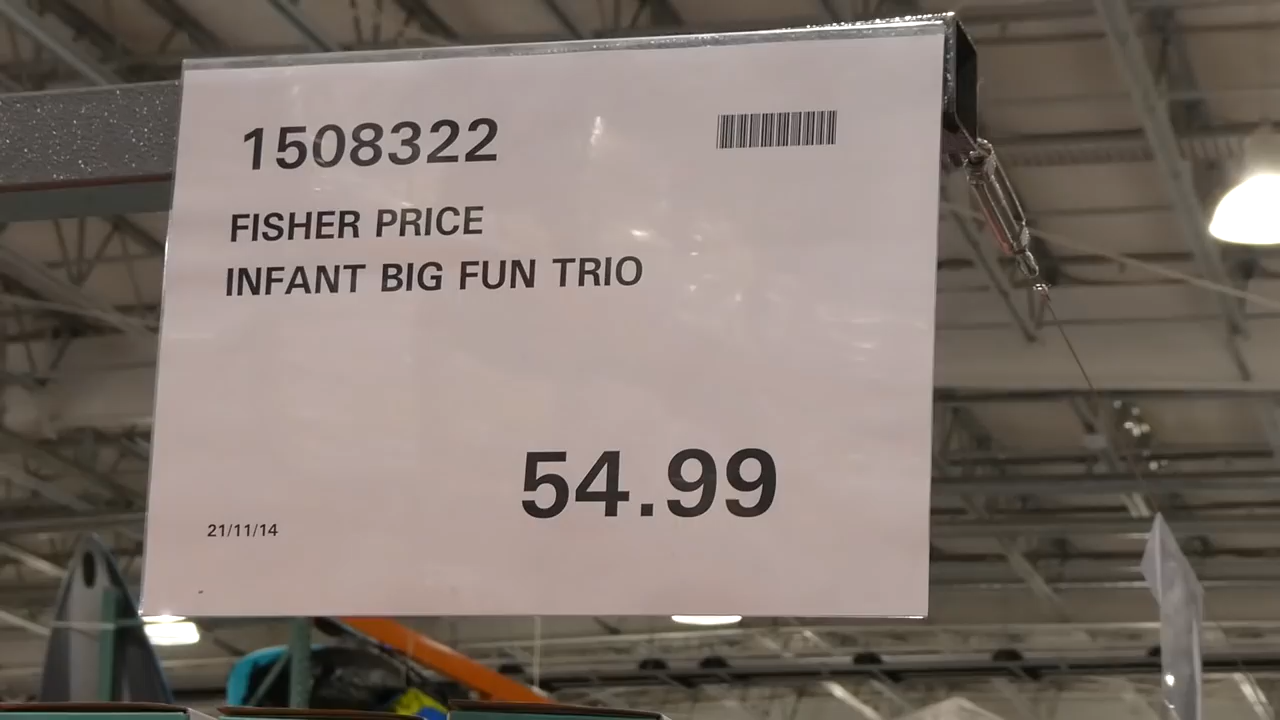 1508322
FISHER PRICE
INFANT BIG FUN TRIO
54.99
21/11/14